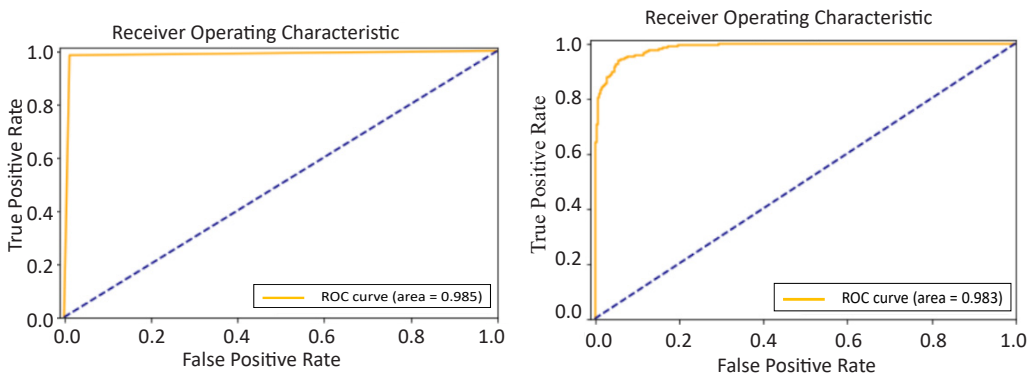 Receiver Operating Characteristic
True Positive Rate
1.0
0.8
0.6
0.4
0.2
0.0
ROC curve (area = 0.985)
0.0 0.2 0.4 0.6 0.8 1.0
False Positive Rate
Receiver Operating Characteristic
True Positive Rate
1.0
0.8
0.6
0.4
0.2
0.0
ROC curve (area = 0.983)
0.0 0.2 0.4 0.6 0.8 1.0
False Positive Rate